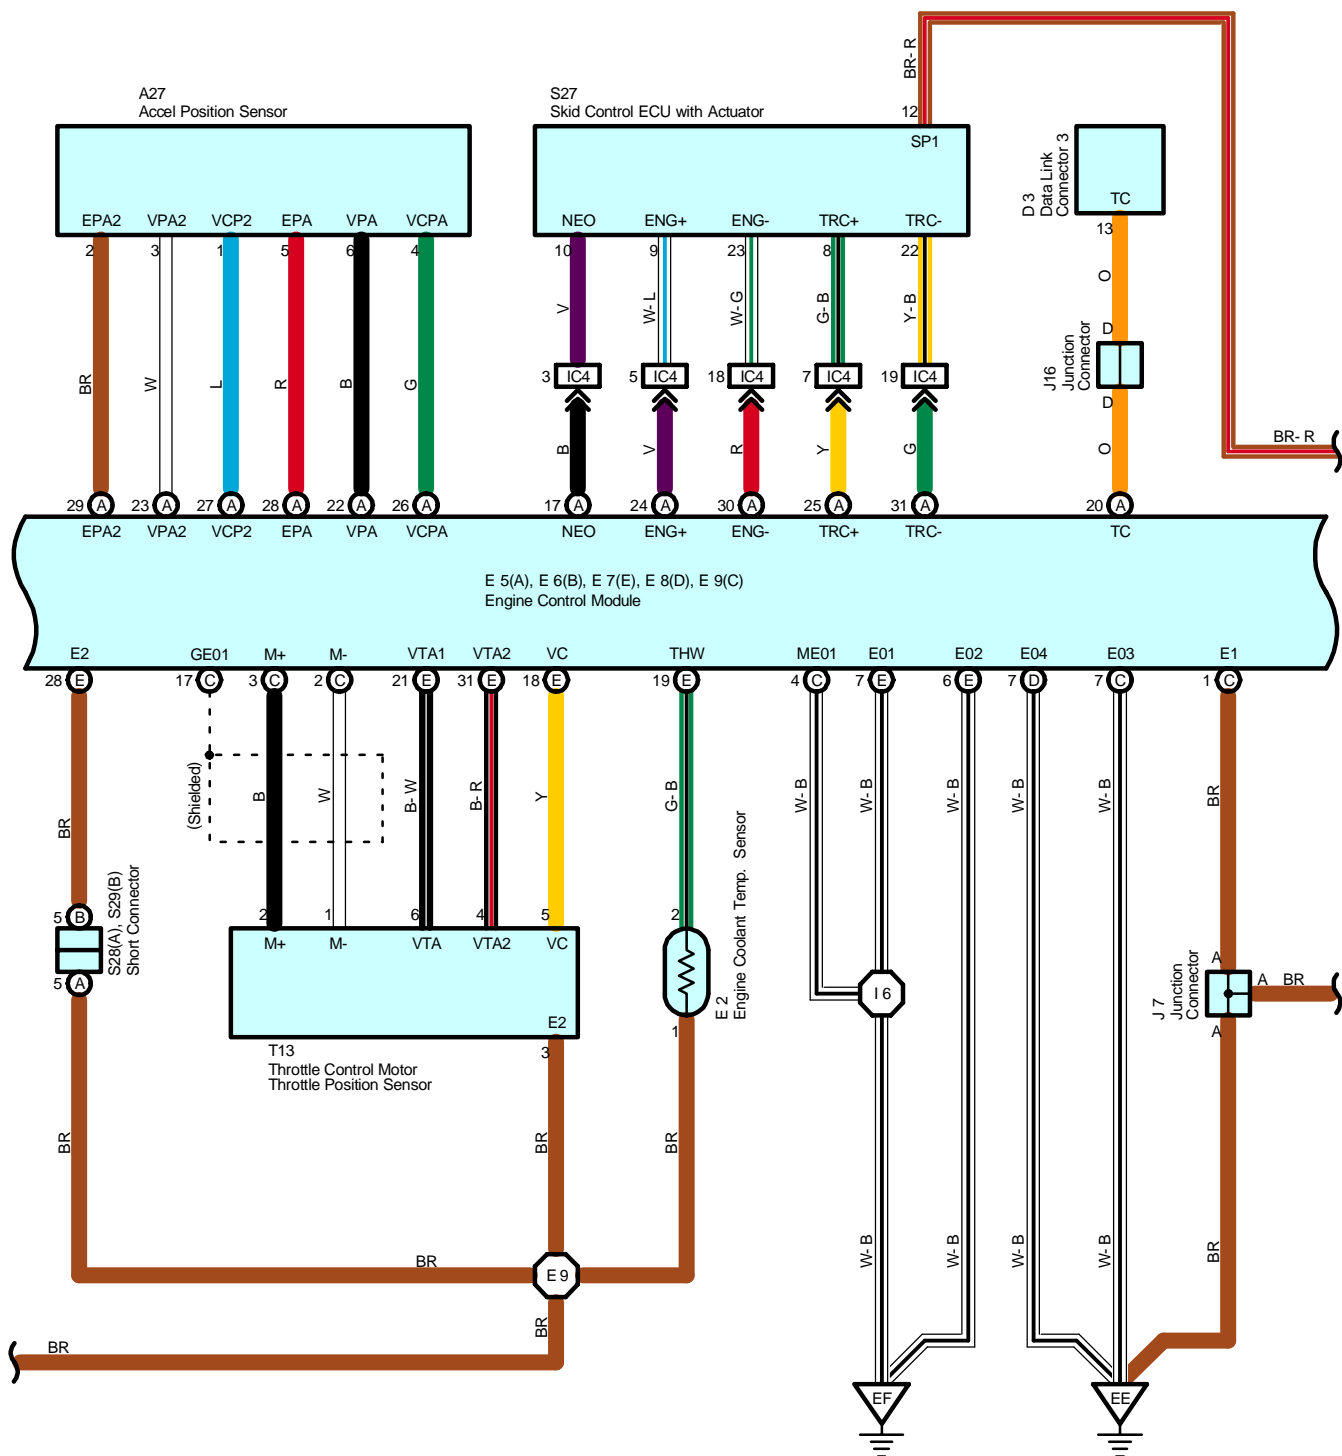 BR- R
A27
Accel Position Sensor
S27
Skid Control ECU with Actuator
12
SP1
D 3
Data Link
Connector 3
TC
EPA2 VPA2 VCP2 EPA VPA VCPA
NEO ENG+ ENG- TRC+ TRC-
2 3 1 5 6 4
10 9 23 8 22
13
BR W L R B G
V W- L W- G G- B Y- B
O
D
J16
Junction
Connector
D
3 IC4 5 IC4 18 IC4 7 IC4 19 IC4
B V R Y G
O
BR- R
29 A 23 A 27 A 28 A 22 A 26 A
17 A 24 A 30 A 25 A 31 A
20 A
EPA2 VPA2 VCP2 EPA VPA VCPA
NEO ENG+ ENG- TRC+ TRC-
TC
E 5(A), E 6(B), E 7(E), E 8(D), E 9(C)
Engine Control Module
E2 GE01 M+ M- VTA1 VTA2 VC THW ME01 E01 E02 E04 E03 E1
28 E 17 C 3 C 2 C 21 E 31 E 18 E 19 E 4 C 7 E 6 E 7 D 7 C 1 C
BR
(Shielded)
B W B- W B- R Y G- B
W- B W- B W- B W- B W- B BR
5 B
S28(A), S29(B)
Short Connector
5 A
2 1 6 4 5
M+ M- VTA VTA2 VC
E2
3
T13
Throttle Control Motor
Throttle Position Sensor
2
E 2
Engine Coolant Temp. Sensor
1
I 6
A
J 7
Junction
Connector
A BR
A
BR BR BR
W- B W- B W- B W- B BR
BR
E 9
BR
BR
EF
EE